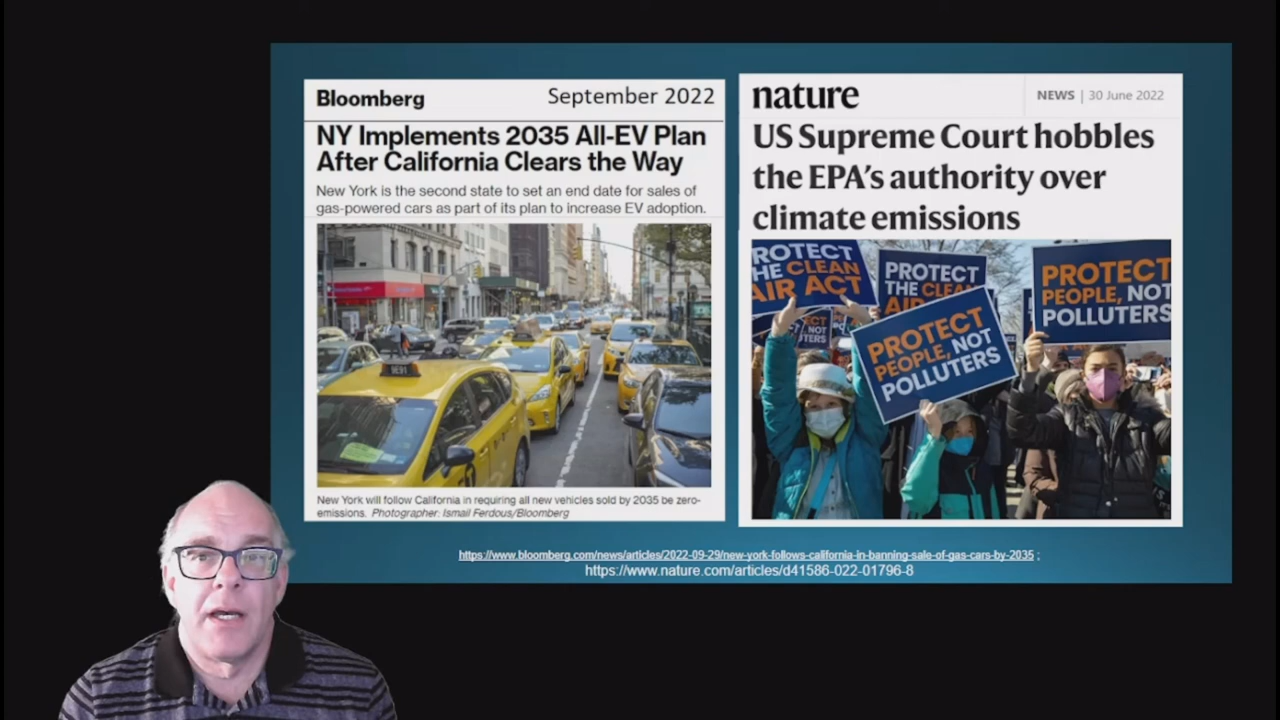 Bloomberg
September 2022
NY Implements 2035 All-EV Plan
After California Clears the Way
New York is the second state to set an end date for sales of
gas-powered cars as part of its plan to increase EV adoption.
9E91
New York will follow California in requiring all new vehicles sold by 2035 be zero-
emissions. Photographer: Ismail Ferdous/Bloomberg
nature
NEWS | 30 June 2022
US Supreme Court hobbles
the EPA's authority over
climate emissions
PROTECT
THE CLEAN
AIR ACT
PROTECT
THE CLEAN
AIR
PROTECT
PEOPLE, NOT
POLLUTERS
PROTECT
PEOPLE, NOT
POLLUTERS
https://www.bloomberg.com/news/articles/2022-09-29/new-york-follows-california-in-banning-sale-of-gas-cars-by-2035 ;
https://www.nature.com/articles/d41586-022-01796-8